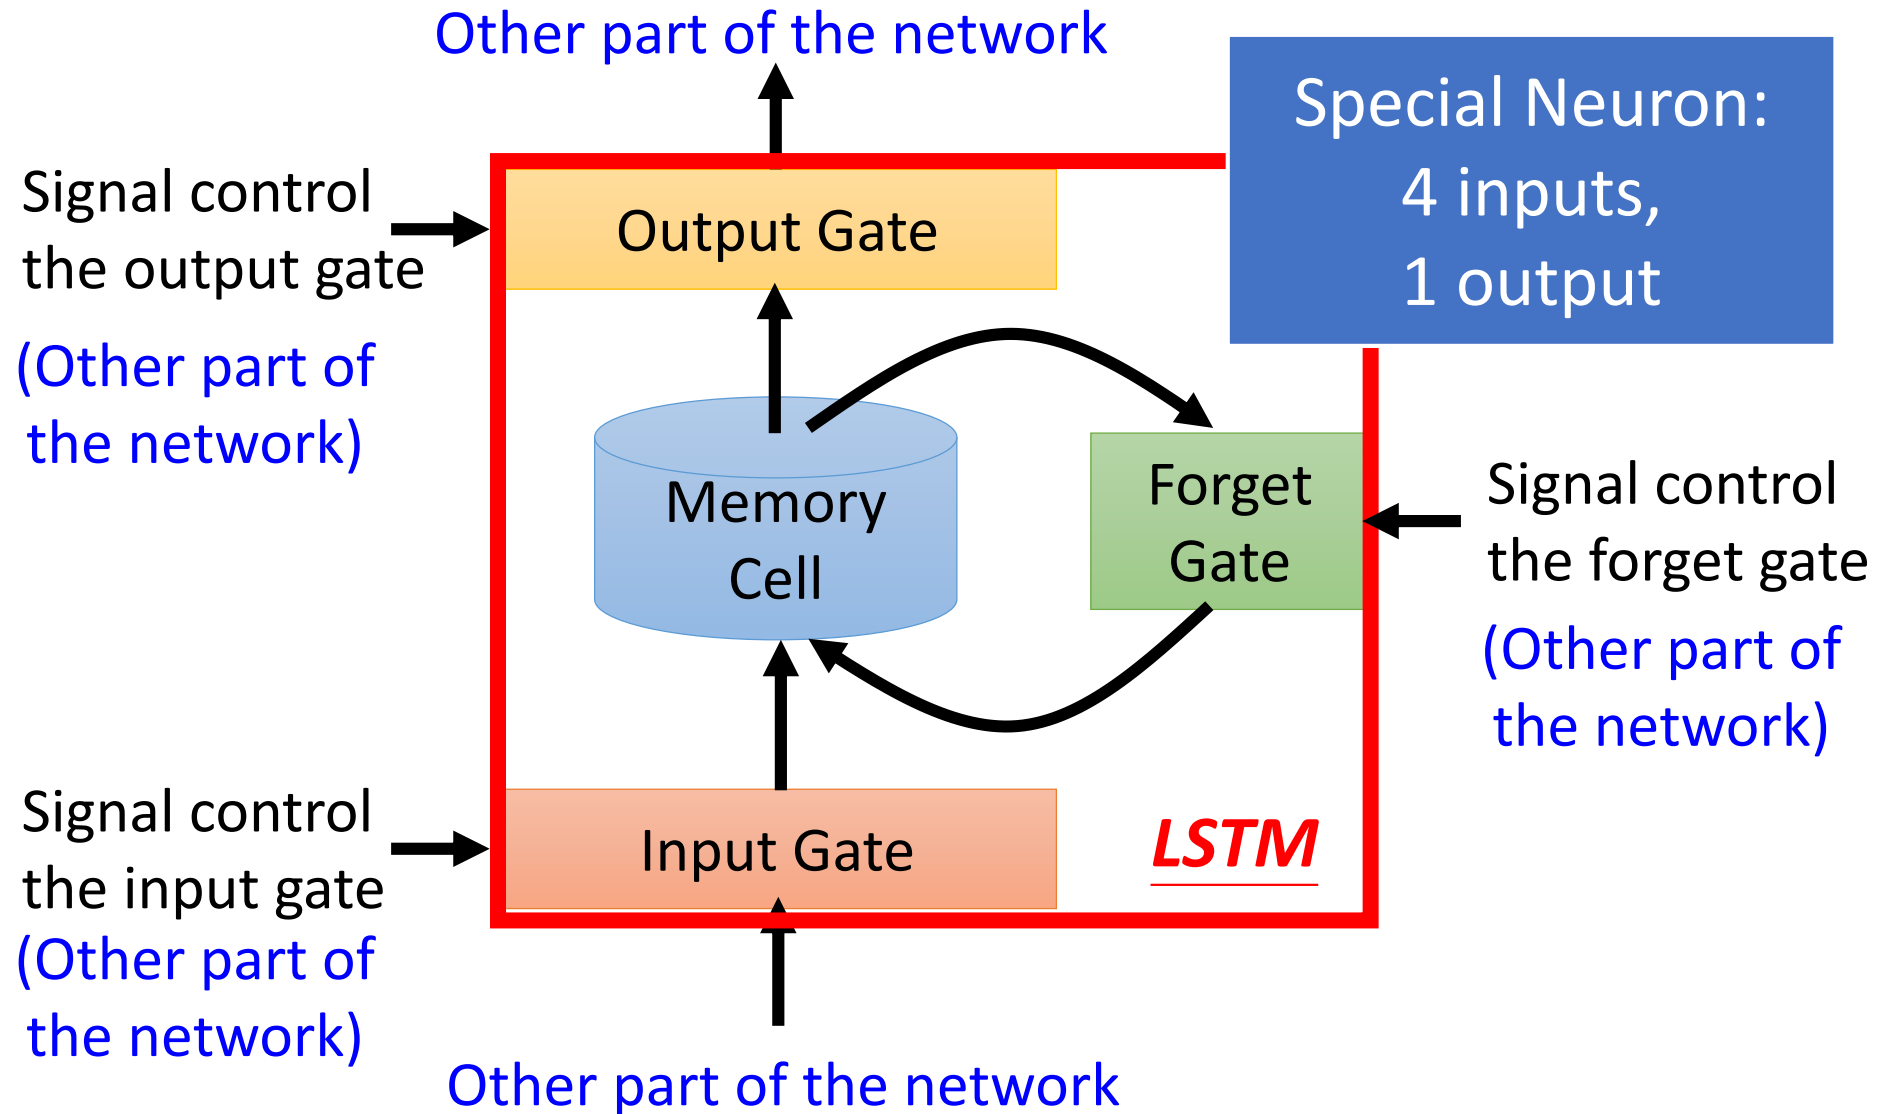 Other part of the network
Special Neuron:
4 inputs,
1 output
Signal control
the output gate
(Other part of
the network)
Output Gate
Memory
Cell
Forget
Gate
Signal control
the forget gate
(Other part of
the network)
Signal control
the input gate
(Other part of
the network)
Input Gate
LSTM
Other part of the network